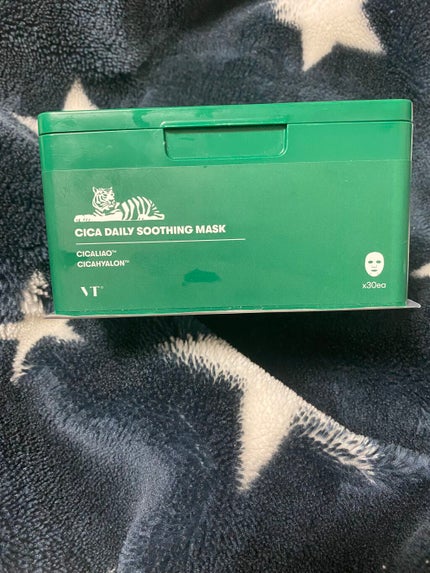 CICA DAILY SOOTHING MASK
CICALIAO™
CICAHYALON™
VT®
x30ea